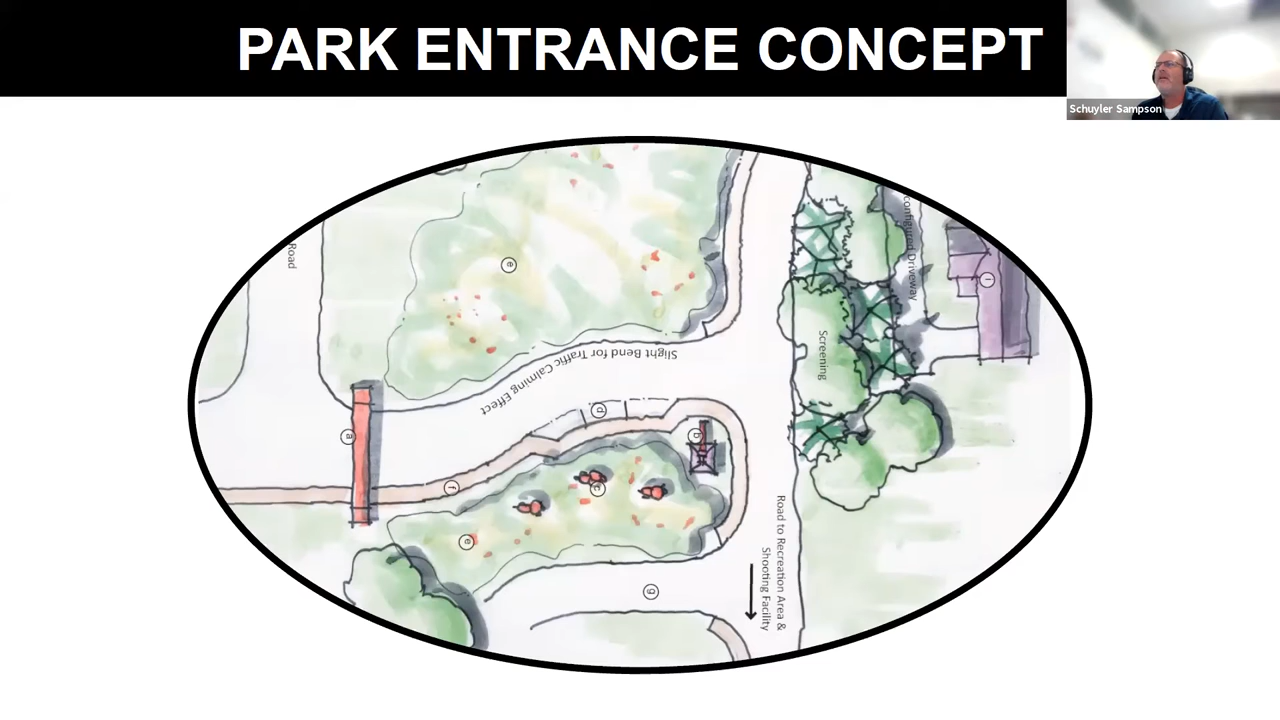 PARK ENTRANCE CONCEPT
Schuyler Sampson
Road
e
configured Driveway
i
Screening
Slight Bend for Traffic Calming Effect
d
a
b
f
c
e
g
Road to Recreation Area &
Shooting Facility